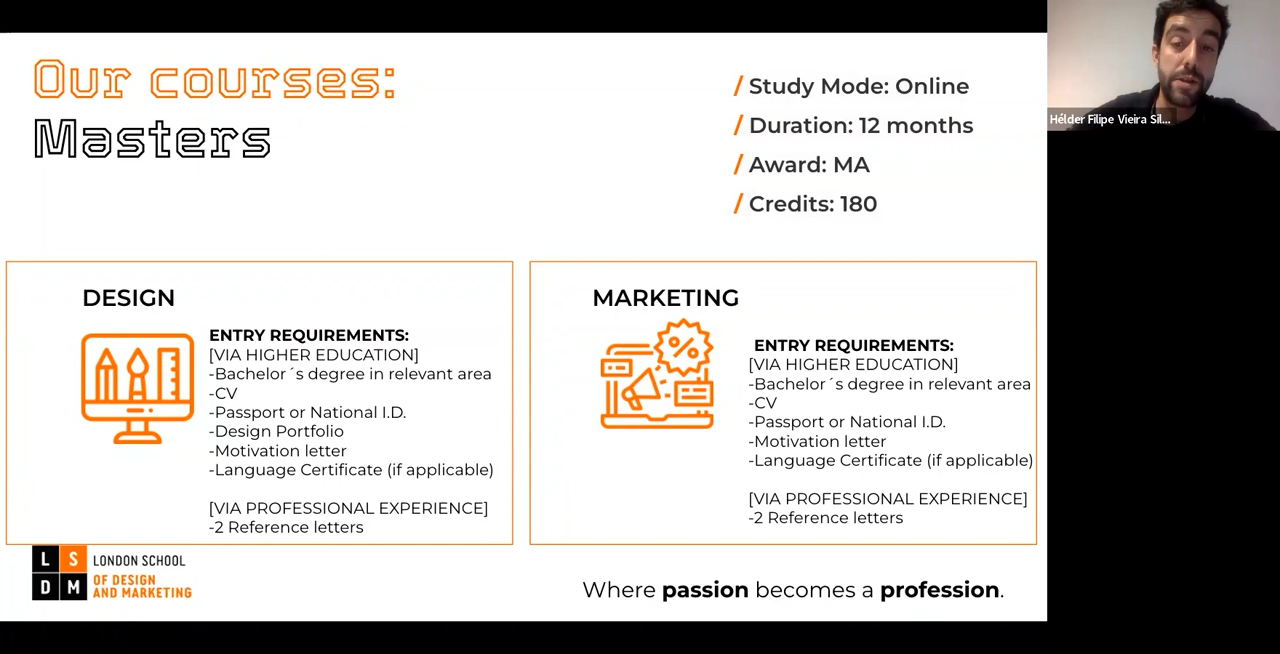 Our courses:
Masters
/ Study Mode: Online
/ Duration: 12 months
/ Award: MA
/ Credits: 180
Hélder Filipe Vieira Sil...
DESIGN
ENTRY REQUIREMENTS:
[VIA HIGHER EDUCATION]
-Bachelor´s degree in relevant area
-CV
-Passport or National I.D.
-Design Portfolio
-Motivation letter
-Language Certificate (if applicable)
[VIA PROFESSIONAL EXPERIENCE]
-2 Reference letters
MARKETING
%
ENTRY REQUIREMENTS:
[VIA HIGHER EDUCATION]
-Bachelor´s degree in relevant area
-CV
-Passport or National I.D.
-Motivation letter
-Language Certificate (if applicable)
[VIA PROFESSIONAL EXPERIENCE]
-2 Reference letters
L S
D M
LONDON SCHOOL
OF DESIGN
AND MARKETING
Where passion becomes a profession.